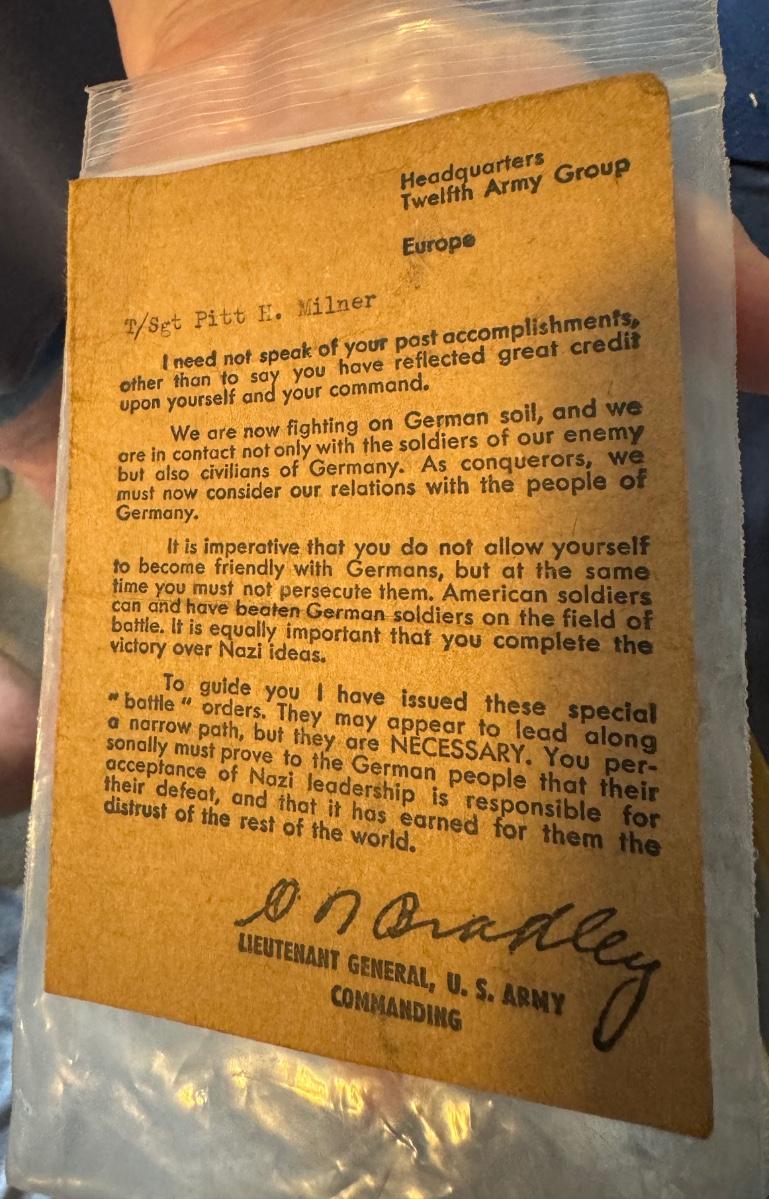 Headquarters
Twelfth Army Group
Europe
T/Sgt Pitt H. Milner
I need not speak of your past accomplishments,
other than to say you have reflected great credit
upon yourself and your command.
We are now fighting on German soil, and we
are in contact not only with the soldiers of our enemy
but also civilians of Germany. As conquerors, we
must now consider our relations with the people of
Germany.
It is imperative that you do not allow yourself
to become friendly with Germans, but at the same
time you must not persecute them. American soldiers
can and have beaten German soldiers on the field of
battle. It is equally important that you complete the
victory over Nazi ideas.
To guide you I have issued these special
"battle" orders. They may appear to lead along
a narrow path, but they are NECESSARY. You per-
sonally must prove to the German people that their
acceptance of Nazi leadership is responsible for
their defeat, and that it has earned for them the
distrust of the rest of the world.
O N Bradley
LIEUTENANT GENERAL, U. S. ARMY
COMMANDING